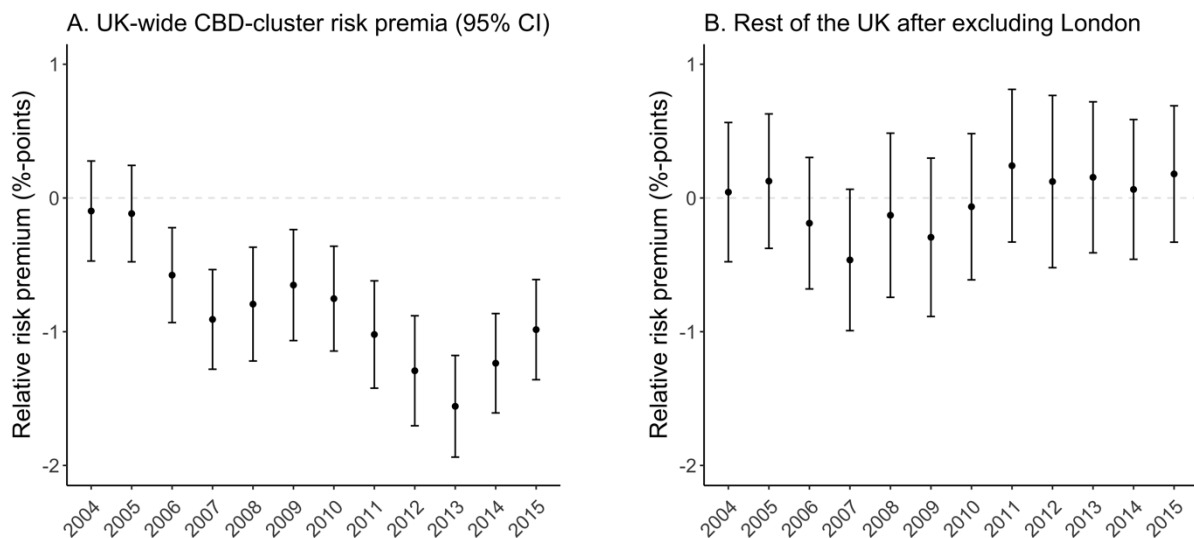 A. UK-wide CBD-cluster risk premia (95% CI)
Relative risk premium (%-points)
1
0
-1
-2
2004 2005 2006 2007 2008 2009 2010 2011 2012 2013 2014 2015
B. Rest of the UK after excluding London
Relative risk premium (%-points)
1
0
-1
-2
2004 2005 2006 2007 2008 2009 2010 2011 2012 2013 2014 2015